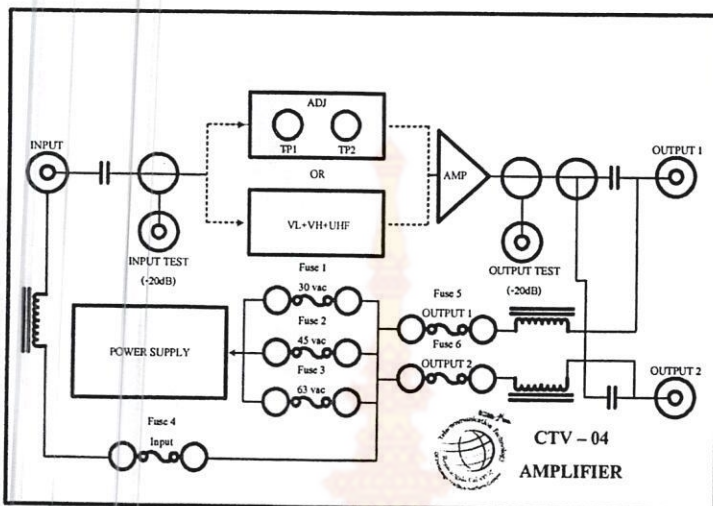 ADJ
TP1 TP2
INPUT
OUTPUT 1
OR
AMP
VL+VH+UHF
INPUT TEST
(-20dB)
OUTPUT TEST
(-20dB)
Fuse 1
30 vac
Fuse 2
45 vac
Fuse 3
63 vac
Fuse 5
OUTPUT 1
Fuse 6
OUTPUT 2
POWER SUPPLY
OUTPUT 2
Fuse 4
Input
CTV – 04
AMPLIFIER